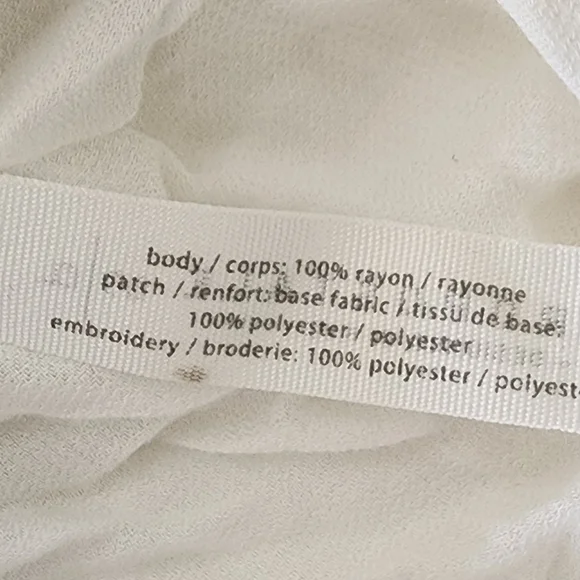 body / corps: 100% rayon / rayonne
patch / renfort: base fabric / tissu de base:
100% polyester / polyester
embroidery / broderie: 100% polyester / polyest